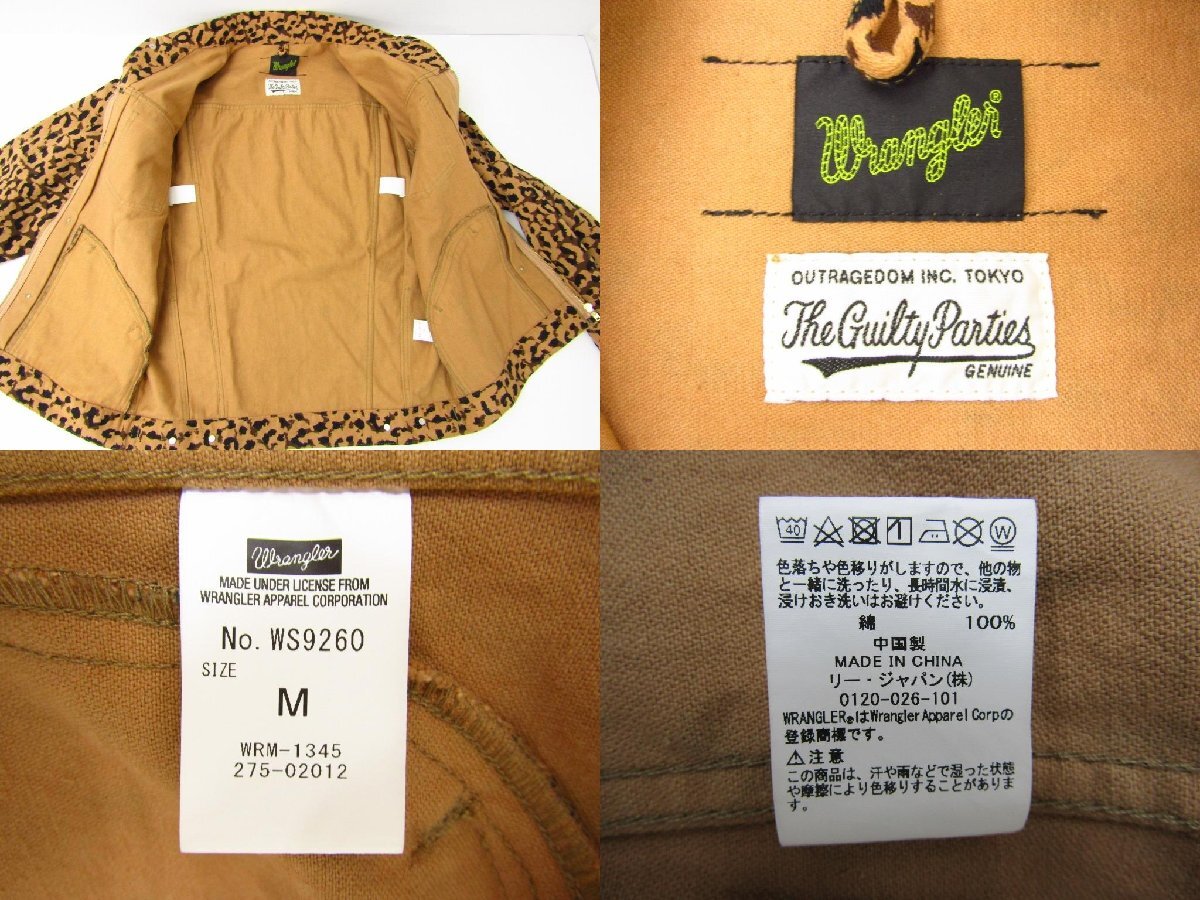 Wrangler
Wrangler®
OUTRAGEDOM INC. TOKYO
The Guilty Parties
GENUINE
Wrangler
MADE UNDER LICENSE FROM
WRANGLER APPAREL CORPORATION
No. WS9260
SIZE
M
WRM-1345
275-02012
40
1
W
色落ちや色移りがしますので、他の物
と一緒に洗ったり、長時間水に浸漬、
浸けおき洗いはお避けください。
綿 100%
中国製
MADE IN CHINA
リー・ジャパン(株)
0120-026-101
WRANGLER®はWrangler Apparel Corpの
登録商標です。
⚠注意
この商品は、汗や雨などで湿った状態
や摩擦により色移りすることがありま
す。